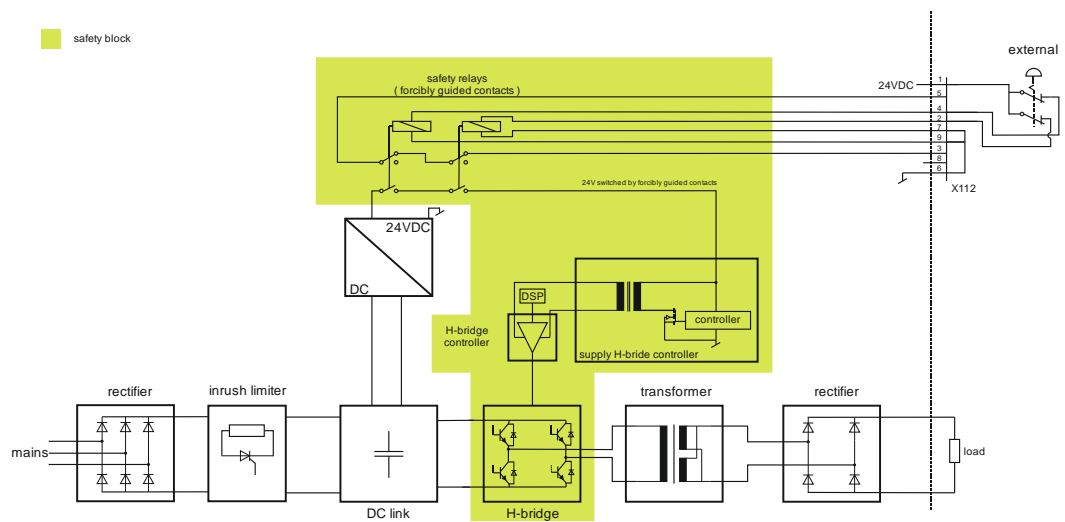 safety block
external
safety relays
( forcibly guided contacts )
24VDC
1
5
4
2
7
9
3
8
6
X112
24V switched by forcibly guided contacts
24VDC
DC
DSP
H-bridge
controller
controller
supply H-bride controller
rectifier
inrush limiter
transformer
rectifier
mains
load
DC link
H-bridge